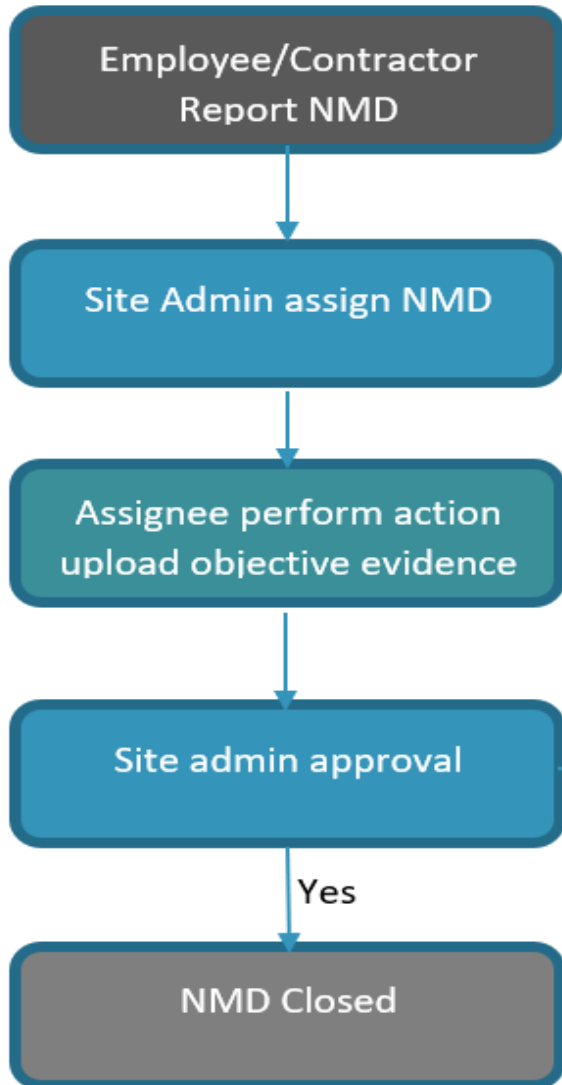 Employee/Contractor
Report NMD
Site Admin assign NMD
Assignee perform action
upload objective evidence
Site admin approval
Yes
NMD Closed